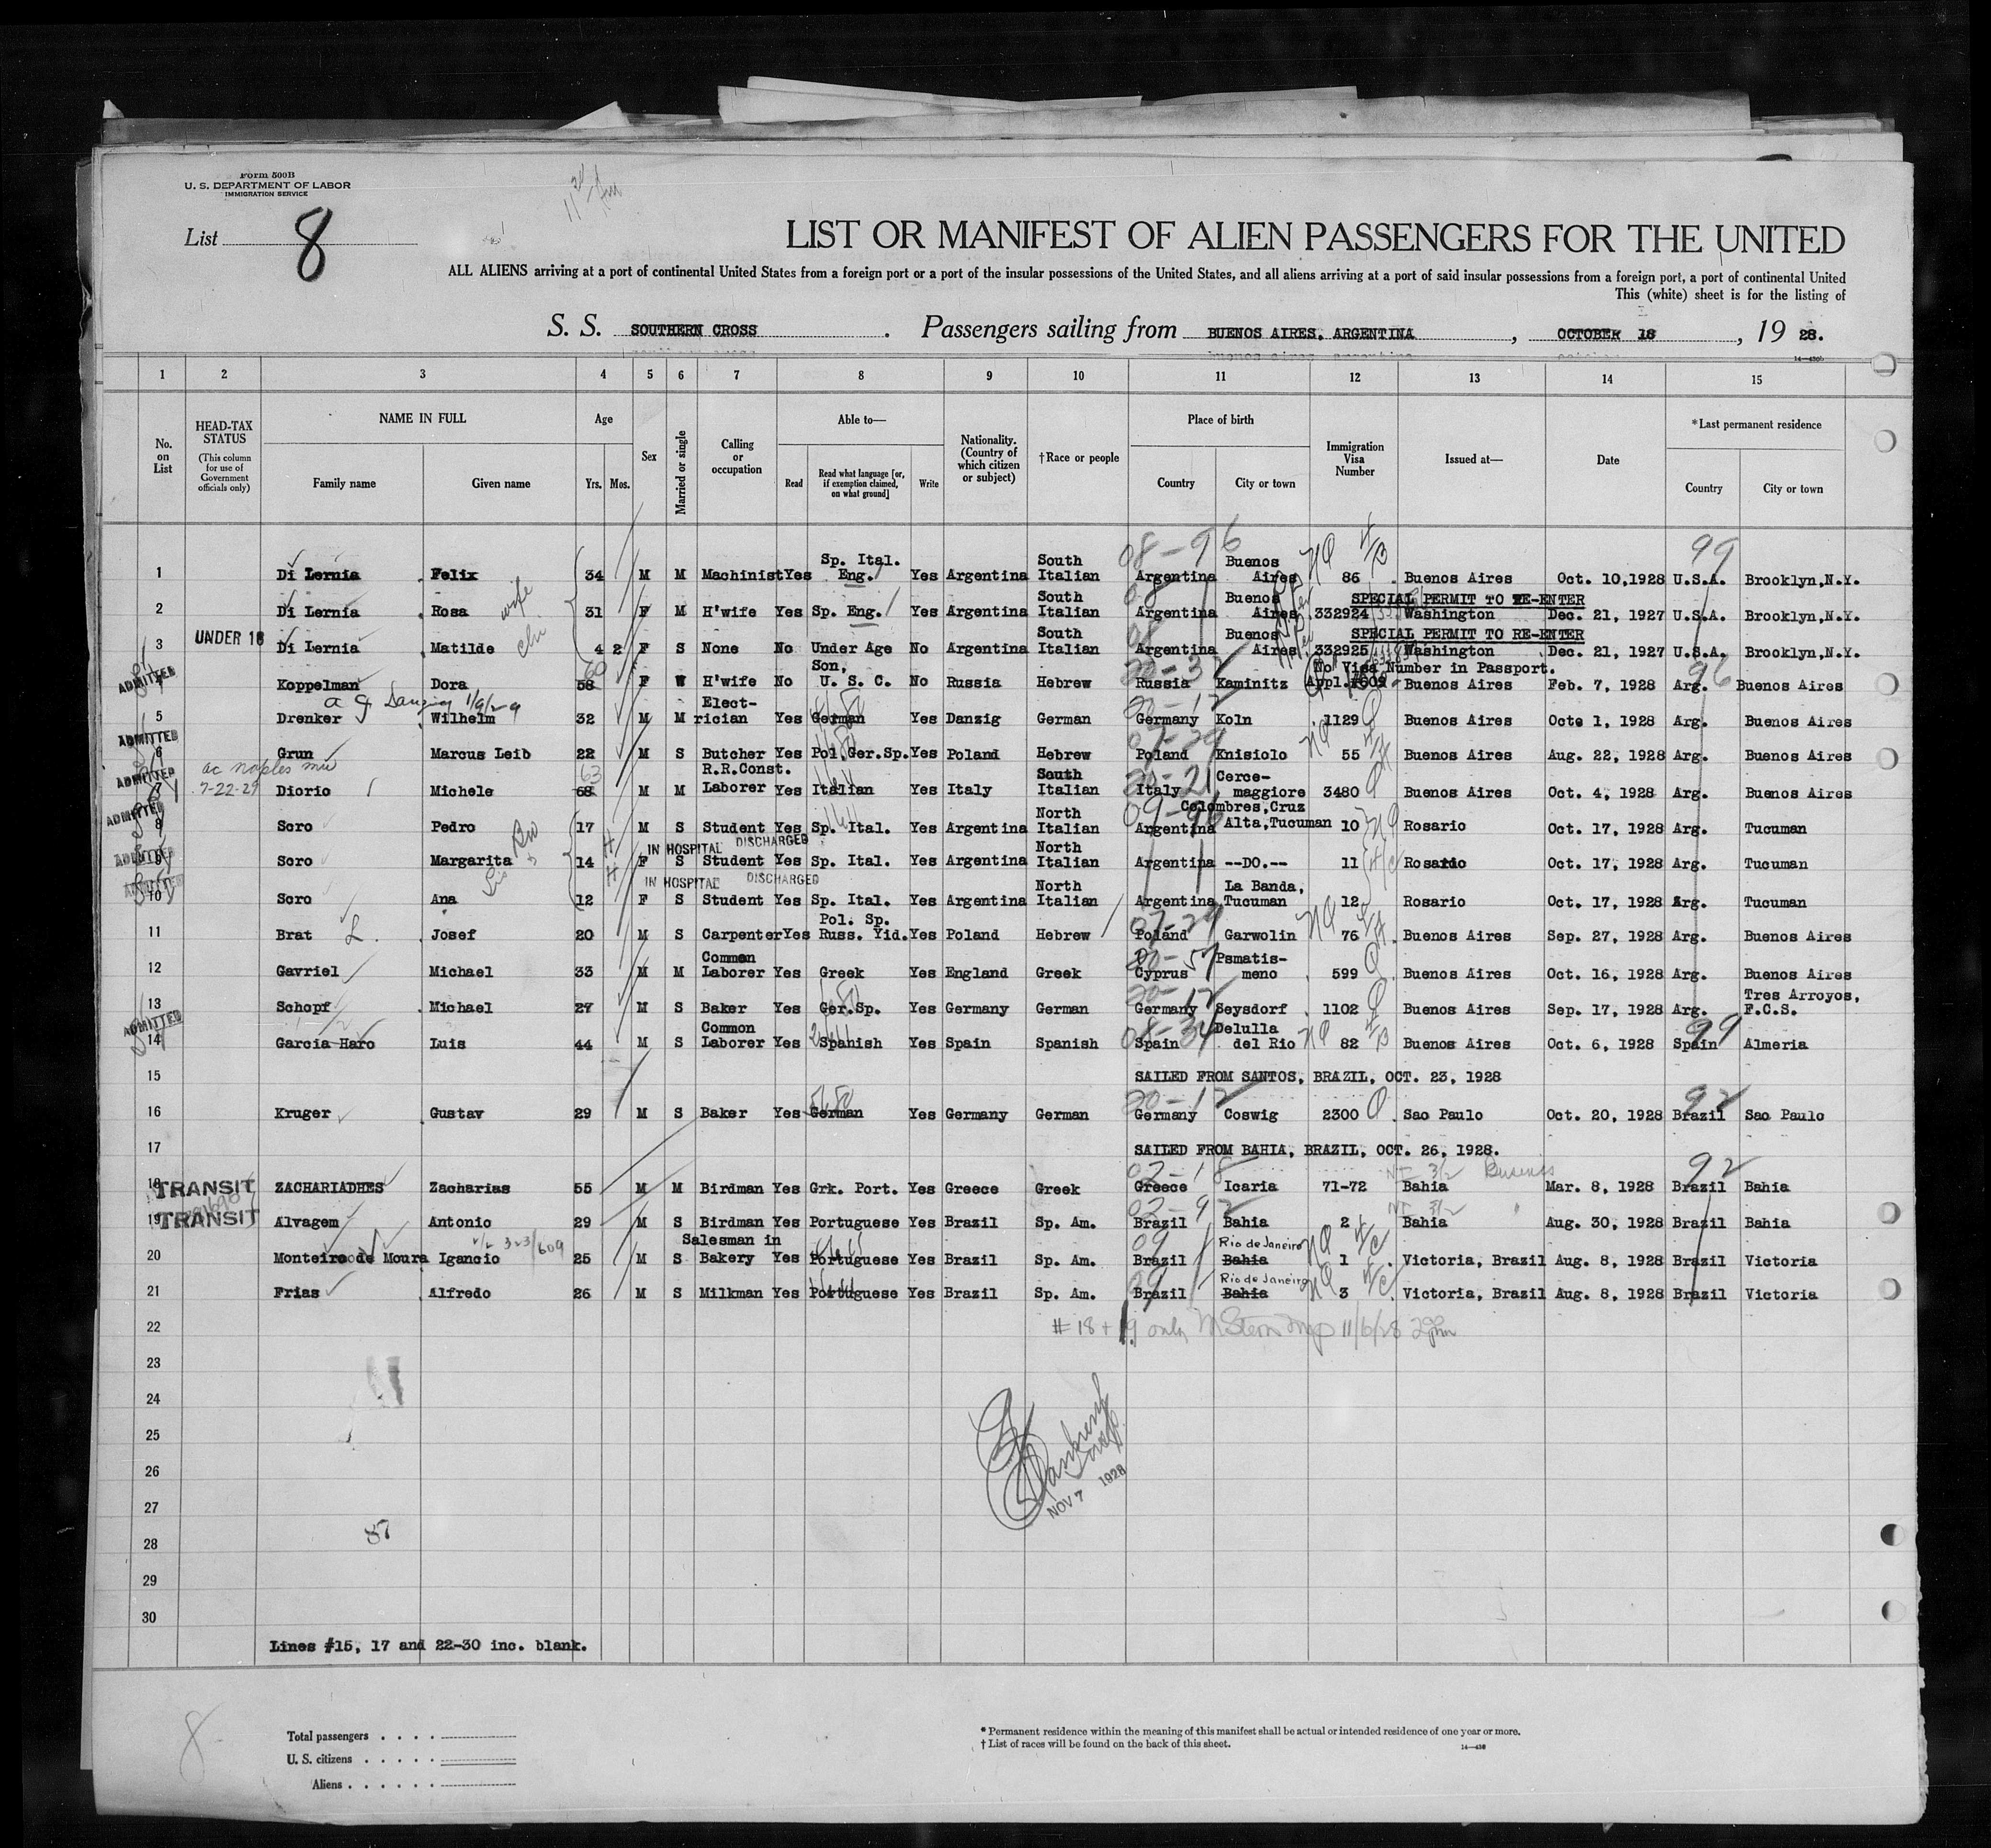 Form 500B
U. S. DEPARTMENT OF LABOR
IMMIGRATION SERVICE
List 8
LIST OR MANIFEST OF ALIEN PASSENGERS FOR THE UNITED
ALL ALIENS arriving at a port of continental United States from a foreign port or a port of the insular possessions of the United States, and all aliens arriving at a port of said insular possessions from a foreign port, a port of continental United
This (white) sheet is for the listing of
S. S. SOUTHERN CROSS . Passengers sailing from BUENOS AIRES, ARGENTINA , OCTOBER 18 , 19 28.
1 2 3 4 5 6 7 8 9 10 11 12 13 14 15
No. on List
HEAD-TAX STATUS (This column for use of Government officials only)
NAME IN FULL Family name Given name
Age Yrs. Mos.
Sex
Married or single
Calling or occupation
Able to— Read Read what language [or, if exemption claimed, on what ground] Write
Nationality. (Country of which citizen or subject)
†Race or people
Place of birth Country City or town
Immigration Visa Number
Issued at—
Date
*Last permanent residence Country City or town
1 Di Lernia Felix 34 M M Machinist Yes Sp. Ital. Eng. Yes Argentina South Italian Argentina Buenos Aires 86 Buenos Aires Oct. 10,1928 U.S.A. Brooklyn,N.Y.
SPECIAL PERMIT TO RE-ENTER
2 Di Lernia Rosa wife 31 F M H'wife Yes Sp. Eng. Yes Argentina South Italian Argentina Buenos Aires 332924 Washington Dec. 21, 1927 U.S.A. Brooklyn,N.Y.
SPECIAL PERMIT TO RE-ENTER
3 UNDER 16 Di Lernia Matilde 4 2 F S None No Under Age No Argentina South Italian Argentina Buenos Aires 332925 Washington Dec. 21, 1927 U.S.A. Brooklyn,N.Y.
No Visa Number in Passport.
ADMITTED Koppelman Dora 58 60 F W H'wife No Son, U. S. C. No Russia Hebrew Russia Kaminitz Appl.#609 Buenos Aires Feb. 7, 1928 Arg. Buenos Aires
5 Drenker Wilhelm 32 M M Elect-rician Yes German Yes Danzig German Germany Koln 1129 Buenos Aires Octe 1, 1928 Arg. Buenos Aires
ADMITTED 6 Grun Marcus Leib 22 M S Butcher Yes Pol.Ger.Sp. Yes Poland Hebrew Poland Knisiolo 55 Buenos Aires Aug. 22, 1928 Arg. Buenos Aires
ADMITTED 7 7-22-29 Diorio Michele 68 63 M M R.R.Const. Laborer Yes Italian Yes Italy South Italian Italy Cerce-maggiore 3480 Buenos Aires Oct. 4, 1928 Arg. Buenos Aires
ADMITTED 8 Soro Pedro 17 M S Student Yes Sp. Ital. Yes Argentina North Italian Argentina Colombres,Cruz Alta,Tucuman 10 Rosario Oct. 17, 1928 Arg. Tucuman
IN HOSPITAL DISCHARGED
ADMITTED 9 Soro Margarita 14 F S Student Yes Sp. Ital. Yes Argentina North Italian Argentina --DO.-- 11 Rosario Oct. 17, 1928 Arg. Tucuman
IN HOSPITAL DISCHARGED
ADMITTED 10 Soro Ana 12 F S Student Yes Sp. Ital. Yes Argentina North Italian Argentina La Banda, Tucuman 12 Rosario Oct. 17, 1928 Arg. Tucuman
11 Brat Josef 20 M S Carpenter Yes Pol. Sp. Russ. Yid. Yes Poland Hebrew Poland Garwolin 76 Buenos Aires Sep. 27, 1928 Arg. Buenos Aires
12 Gavriel Michael 33 M M Common Laborer Yes Greek Yes England Greek Cyprus Psmatis-meno 599 Buenos Aires Oct. 16, 1928 Arg. Buenos Aires
13 Schopf Michael 27 M S Baker Yes Ger.Sp. Yes Germany German Germany Seysdorf 1102 Buenos Aires Sep. 17, 1928 Arg. Tres Arroyos, F.C.S.
ADMITTED 14 Garcia Haro Luis 44 M S Common Laborer Yes Spanish Yes Spain Spanish Spain Delulla del Rio 82 Buenos Aires Oct. 6, 1928 Spain Almeria
15 SAILED FROM SANTOS, BRAZIL, OCT. 23, 1928
16 Kruger Gustav 29 M S Baker Yes German Yes Germany German Germany Coswig 2300 Sao Paulo Oct. 20, 1928 Brazil Sao Paulo
17 SAILED FROM BAHIA, BRAZIL, OCT. 26, 1928.
18 TRANSIT ZACHARIADHES Zacharias 55 M M Birdman Yes Grk. Port. Yes Greece Greek Greece Icaria 71-72 Bahia Mar. 8, 1928 Brazil Bahia
19 TRANSIT Alvagem Antonio 29 M S Birdman Yes Portuguese Yes Brazil Sp. Am. Brazil Bahia 2 Bahia Aug. 30, 1928 Brazil Bahia
20 Monteiro de Moura Igancio 25 M S Salesman in Bakery Yes Portuguese Yes Brazil Sp. Am. Brazil Rio de Janeiro Bahia 1 Victoria, Brazil Aug. 8, 1928 Brazil Victoria
21 Frias Alfredo 26 M S Milkman Yes Portuguese Yes Brazil Sp. Am. Brazil Rio de Janeiro Bahia 3 Victoria, Brazil Aug. 8, 1928 Brazil Victoria
22 # 18 + 19 only 11/6/28
23
24
25
26
27 NOV 7 1928
28 87
29
30
Lines #15, 17 and 22-30 inc. blank.
8
Total passengers . . . .
U. S. citizens . . . . .
Aliens . . . . . .
* Permanent residence within the meaning of this manifest shall be actual or intended residence of one year or more.
† List of races will be found on the back of this sheet.